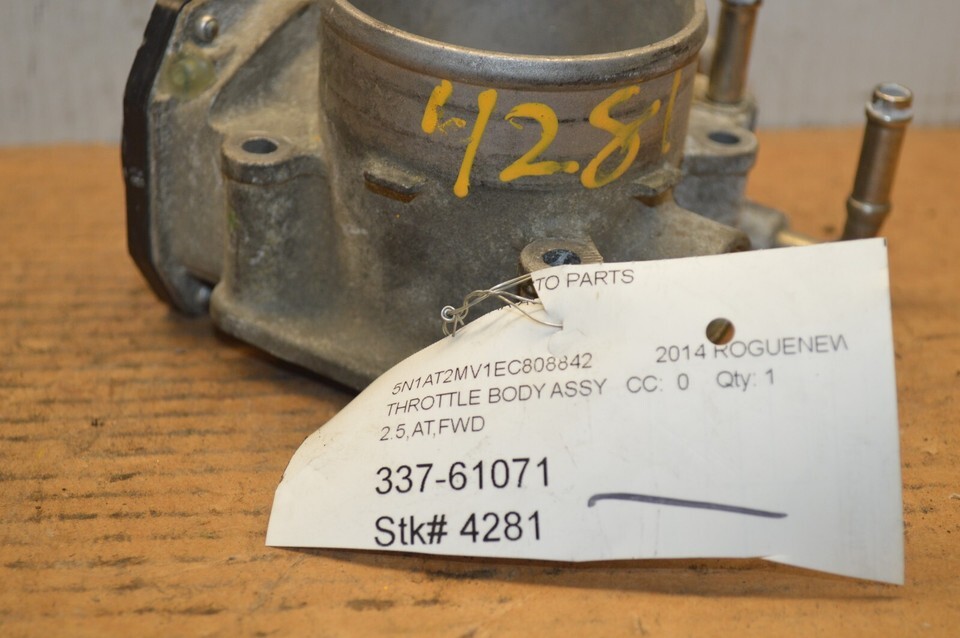 4281
TO PARTS
5N1AT2MV1EC808842 2014 ROGUENEW
THROTTLE BODY ASSY CC: 0 Qty: 1
2.5,AT,FWD
337-61071
Stk# 4281